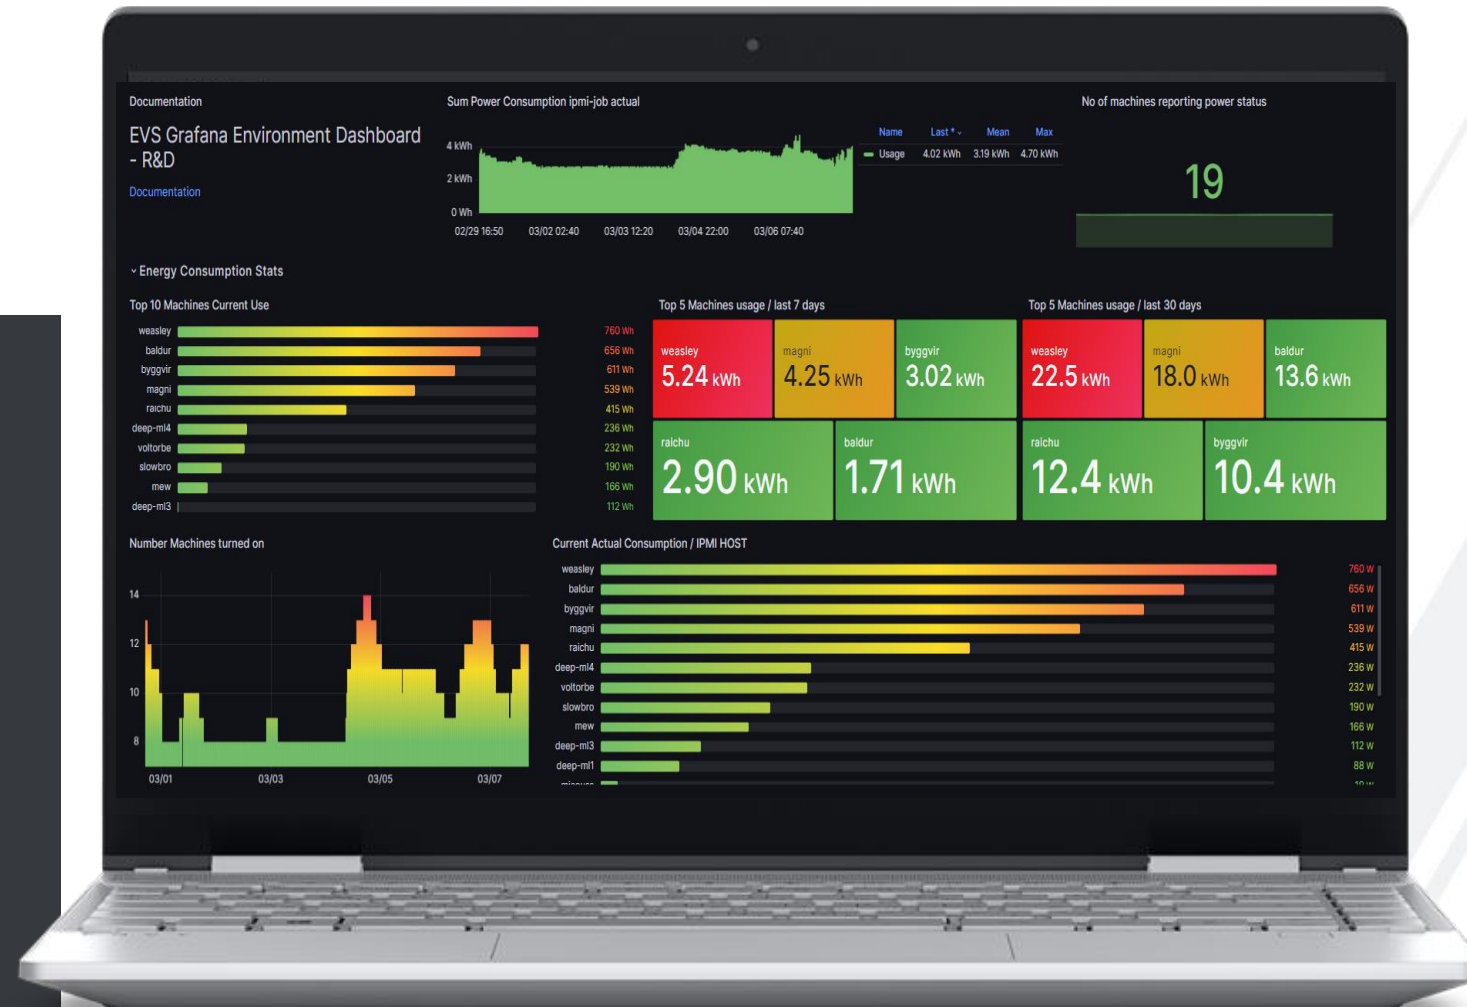 Documentation
EVS Grafana Environment Dashboard
- R&D
Documentation
Sum Power Consumption ipmi-job actual
4 kWh
2 kWh
0 Wh
02/29 16:50 03/02 02:40 03/03 12:20 03/04 22:00 03/06 07:40
Name Last * Mean Max
Usage 4.02 kWh 3.19 kWh 4.70 kWh
No of machines reporting power status
19
Energy Consumption Stats
Top 10 Machines Current Use
weasley 760 Wh
baldur 656 Wh
byggvir 611 Wh
magni 539 Wh
raichu 415 Wh
deep-ml4 236 Wh
voltorbe 232 Wh
slowbro 190 Wh
mew 166 Wh
deep-ml3 112 Wh
Top 5 Machines usage / last 7 days
weasley
5.24 kWh
magni
4.25 kWh
byggvir
3.02 kWh
raichu
2.90 kWh
baldur
1.71 kWh
Top 5 Machines usage / last 30 days
weasley
22.5 kWh
magni
18.0 kWh
baldur
13.6 kWh
raichu
12.4 kWh
byggvir
10.4 kWh
Number Machines turned on
14
12
10
8
03/01 03/03 03/05 03/07
Current Actual Consumption / IPMI HOST
weasley 760 W
baldur 656 W
byggvir 611 W
magni 539 W
raichu 415 W
deep-ml4 236 W
voltorbe 232 W
slowbro 190 W
mew 166 W
deep-ml3 112 W
deep-ml1 88 W